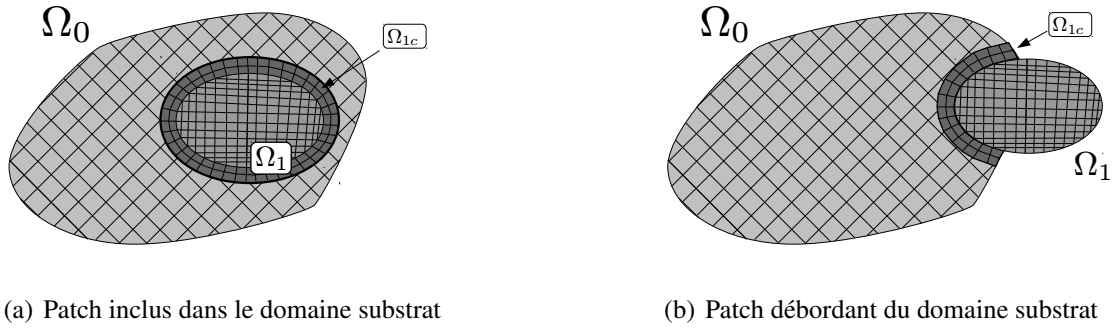 Ω₀
Ω₁c
Ω₁
Ω₀
Ω₁c
Ω₁
(a) Patch inclus dans le domaine substrat
(b) Patch débordant du domaine substrat